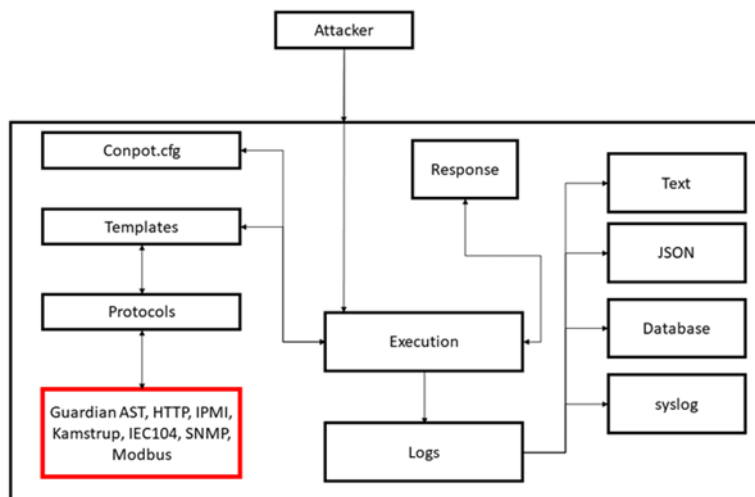 Attacker
Conpot.cfg
Response
Text
Templates
JSON
Protocols
Execution
Database
Guardian AST, HTTP, IPMI,
Kamstrup, IEC104, SNMP,
Modbus
syslog
Logs